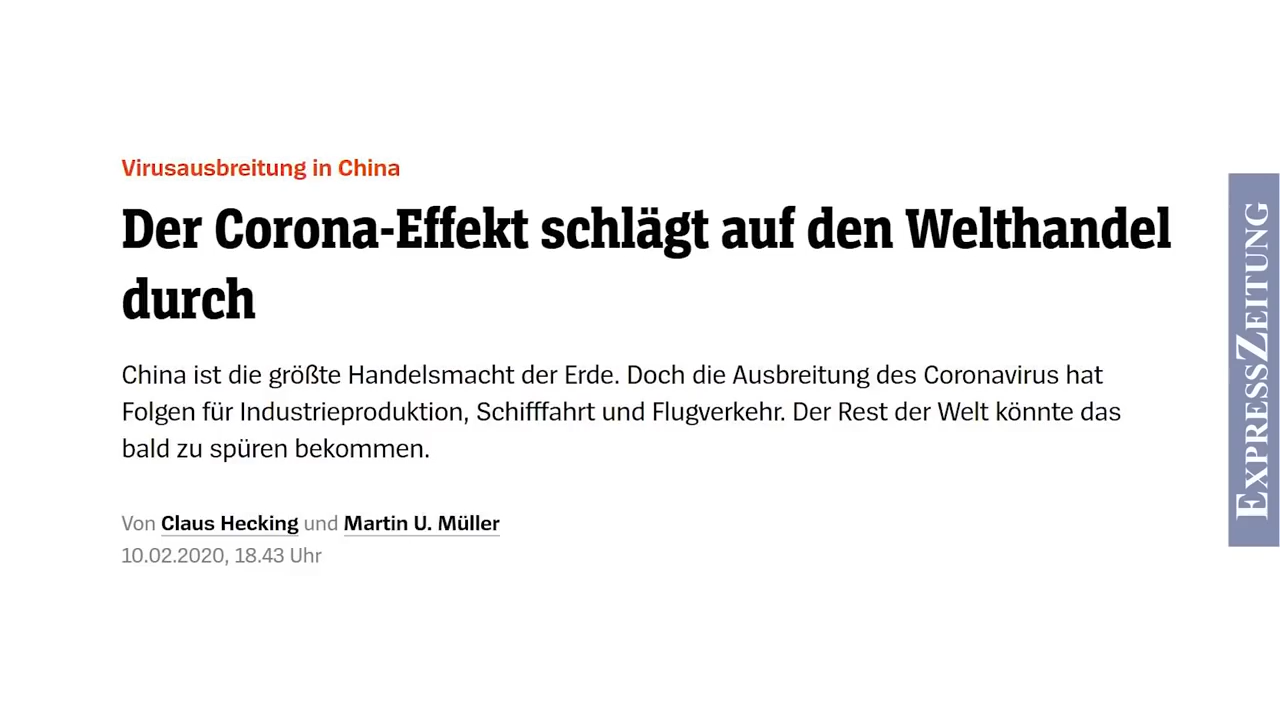 Virusausbreitung in China
Der Corona-Effekt schlägt auf den Welthandel
durch
China ist die größte Handelsmacht der Erde. Doch die Ausbreitung des Coronavirus hat
Folgen für Industrieproduktion, Schifffahrt und Flugverkehr. Der Rest der Welt könnte das
bald zu spüren bekommen.
Von Claus Hecking und Martin U. Müller
10.02.2020, 18.43 Uhr
EXPRESSZEITUNG